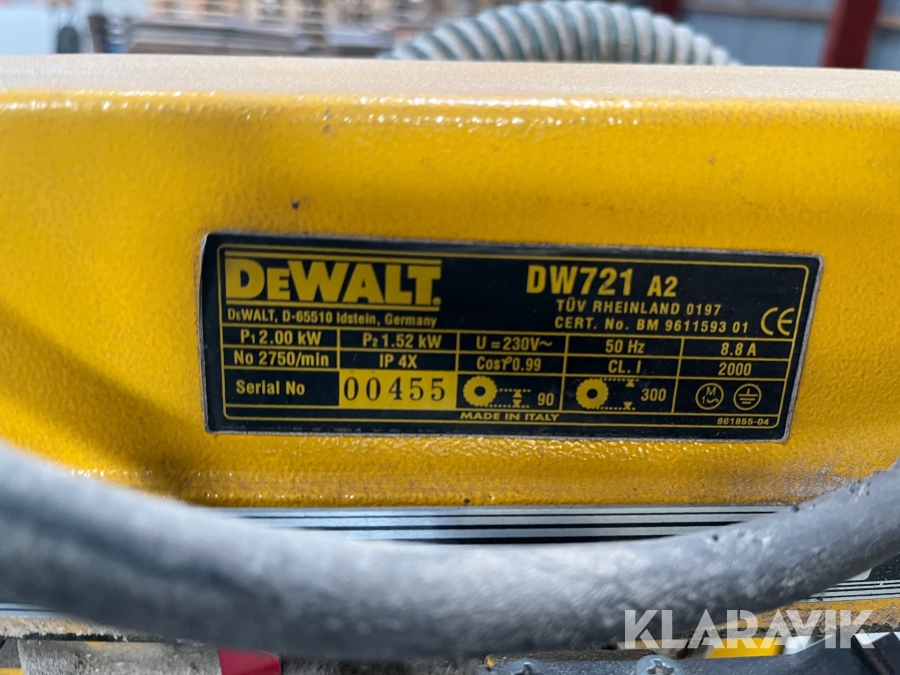 DEWALT.
DW721 A2
TÜV RHEINLAND 0197
DEWALT, D-65510 Idstein, Germany
CERT. No. BM 9611593 01
CE
P1 2.00 kW P2 1.52 kW U=230V~ 50 Hz 8.8 A
No 2750/min IP 4X Cosφ 0.99 CL. I 2000
Serial No 00455 90 300 M 1~
MADE IN ITALY
861855-04
KLARAVIK